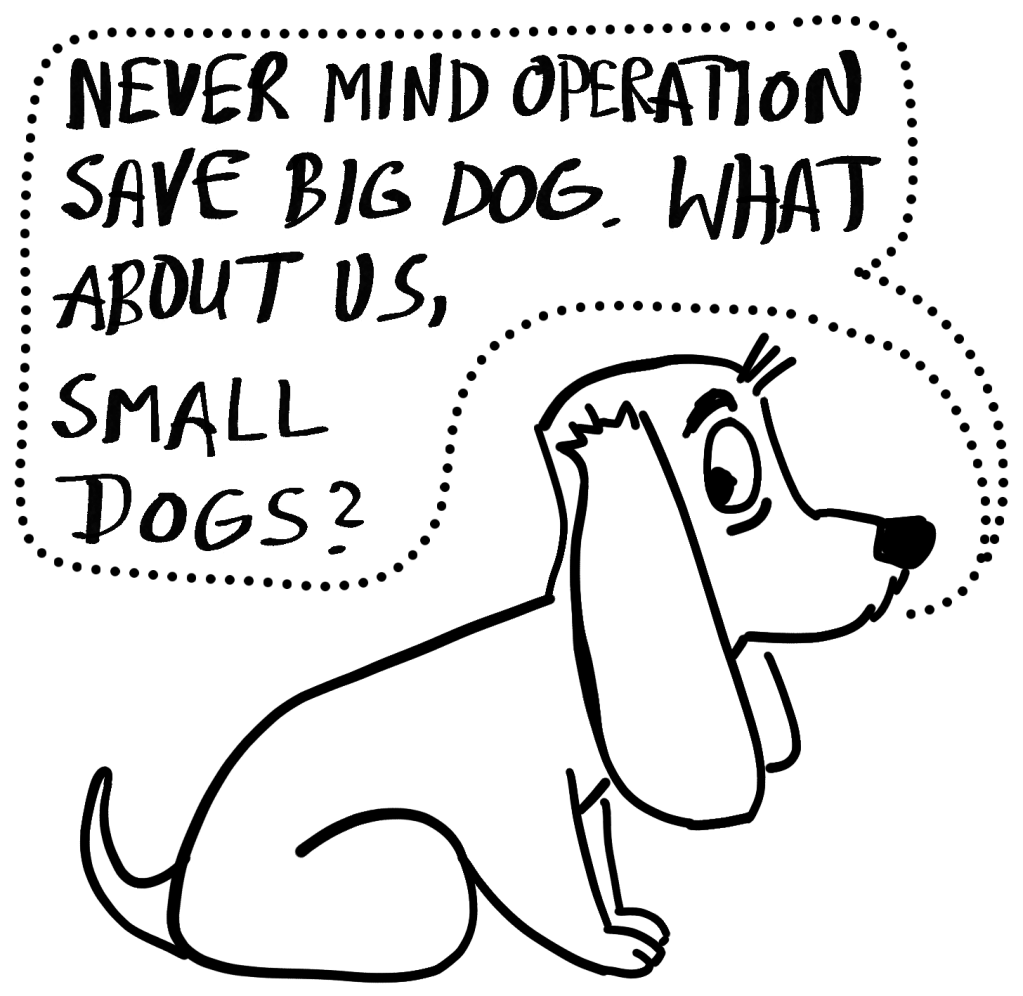 NEVER MIND OPERATION
SAVE BIG DOG. WHAT
ABOUT US,
SMALL
DOGS?